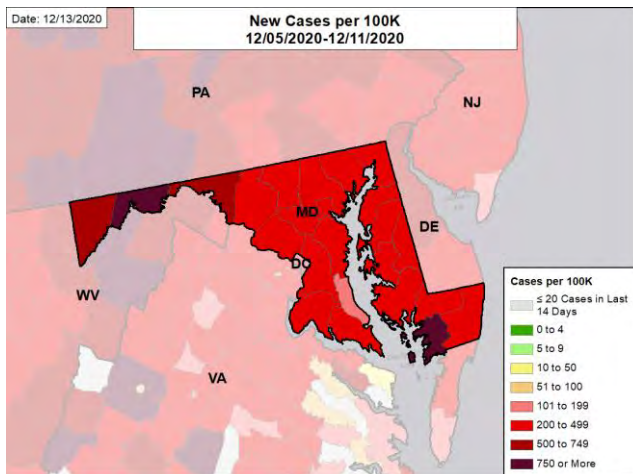 Date: 12/13/2020
New Cases per 100K
12/05/2020-12/11/2020
PA
NJ
MD
DE
DC
WV
VA
Cases per 100K
≤ 20 Cases in Last
14 Days
0 to 4
5 to 9
10 to 50
51 to 100
101 to 199
200 to 499
500 to 749
750 or More